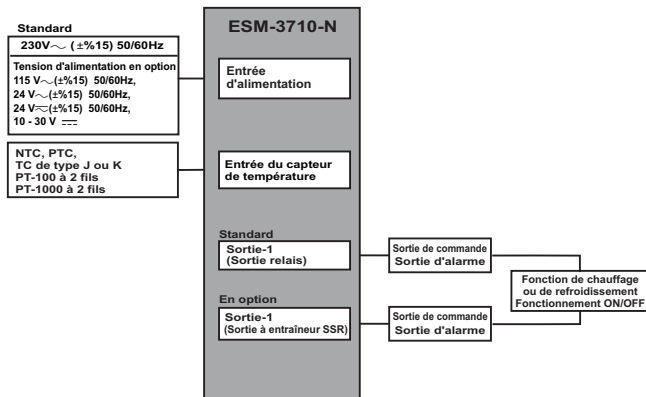 ESM-3710-N
Standard
230V～ (±%15) 50/60Hz
Tension d'alimentation en option
115 V～(±%15) 50/60Hz,
24 V～(±%15) 50/60Hz,
24 V⏦(±%15) 50/60Hz,
10 - 30 V ⎓
Entrée
d'alimentation
NTC, PTC,
TC de type J ou K
PT-100 à 2 fils
PT-1000 à 2 fils
Entrée du capteur
de température
Standard
Sortie-1
(Sortie relais)
Sortie de commande
Sortie d'alarme
En option
Sortie-1
(Sortie à entraîneur SSR)
Sortie de commande
Sortie d'alarme
Fonction de chauffage
ou de refroidissement
Fonctionnement ON/OFF